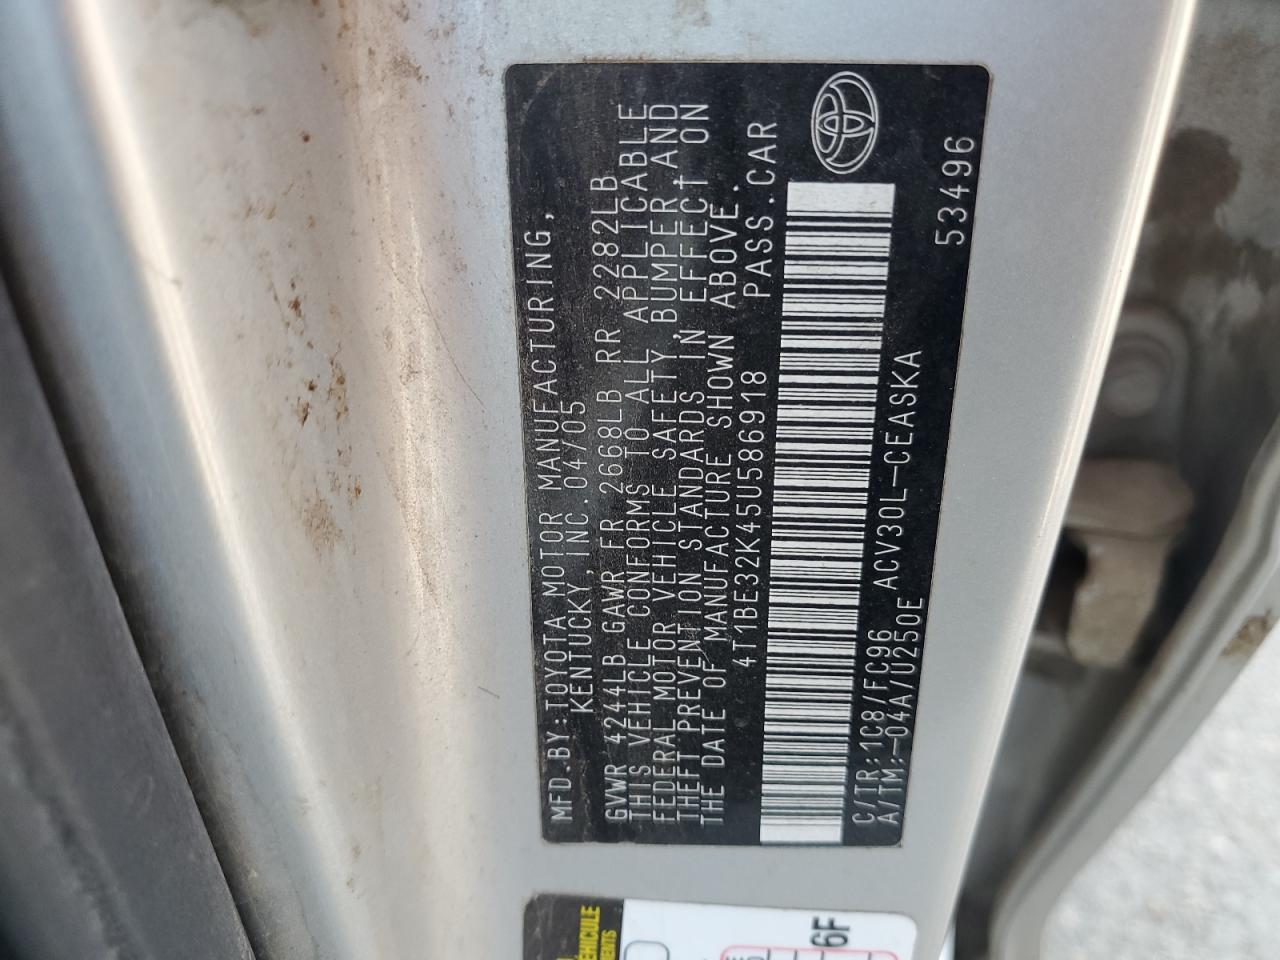 MFD.BY:TOYOTA MOTOR MANUFACTURING,
KENTUCKY INC.04/05
GVWR 4244LB GAWR FR 2668LB RR 2282LB
THIS VEHICLE CONFORMS TO ALL APPLICABLE
FEDERAL MOTOR VEHICLE SAFETY,BUMPER,AND
THEFT PREVENTION STANDARDS IN EFFECT ON
THE DATE OF MANUFACTURE SHOWN ABOVE.
4T1BE32K45U586918 PASS.CAR
C/TR:1C8/FC96 ACV30L-CEASKA 53496
A/TM:-04A/U250E
6F